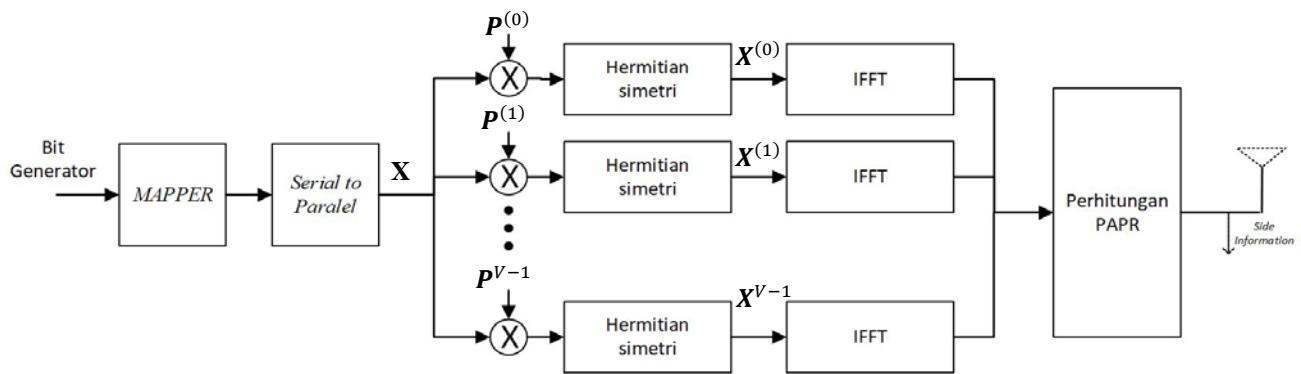 Bit
Generator
MAPPER
Serial to
Paralel
X
P^(0)
X
Hermitian
simetri
X^(0)
IFFT
P^(1)
X
Hermitian
simetri
X^(1)
IFFT
P^V−1
X
Hermitian
simetri
X^V−1
IFFT
Perhitungan
PAPR
Side
Information